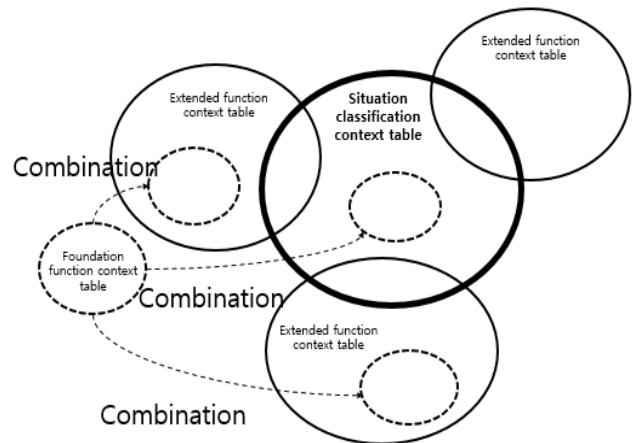 Extended function
context table
Extended function
context table
Situation
classification
context table
Combination
Foundation
function context
table
Combination
Extended function
context table
Combination